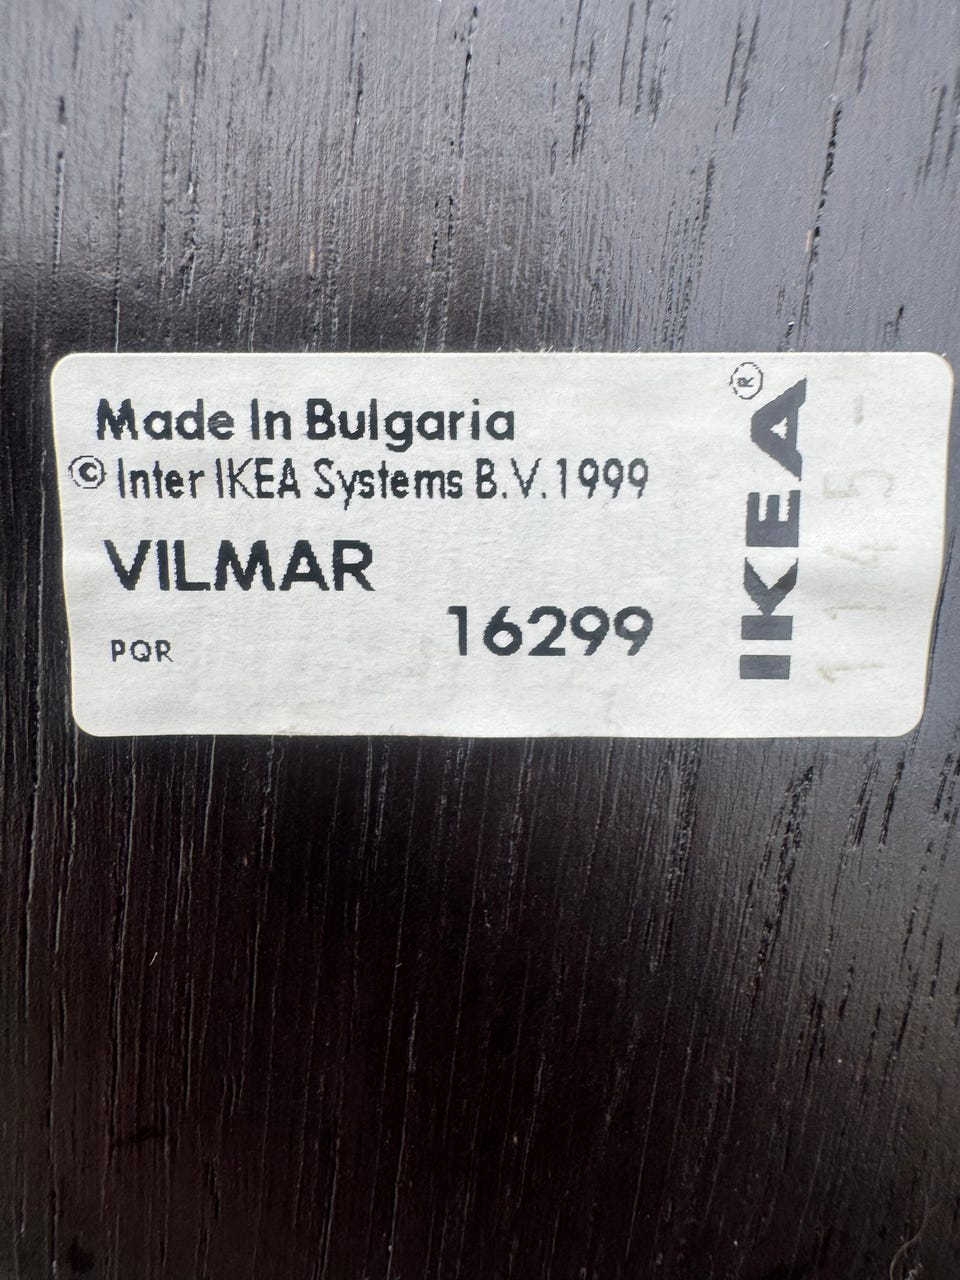 Made In Bulgaria
© Inter IKEA Systems B.V. 1999
VILMAR
16299
PQR
IKEA®